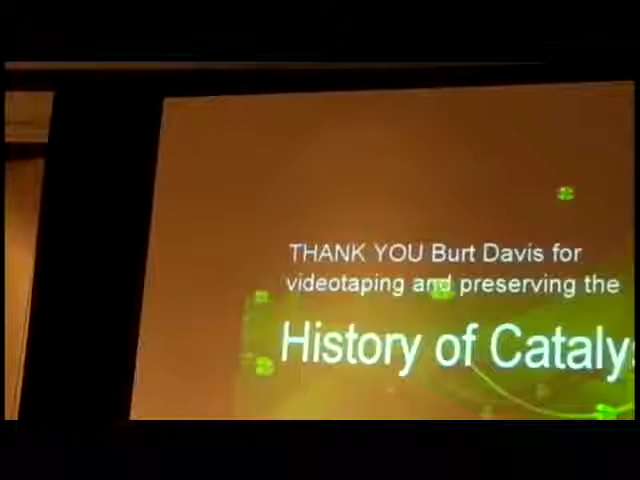 THANK YOU Burt Davis for
videotaping and preserving the
History of